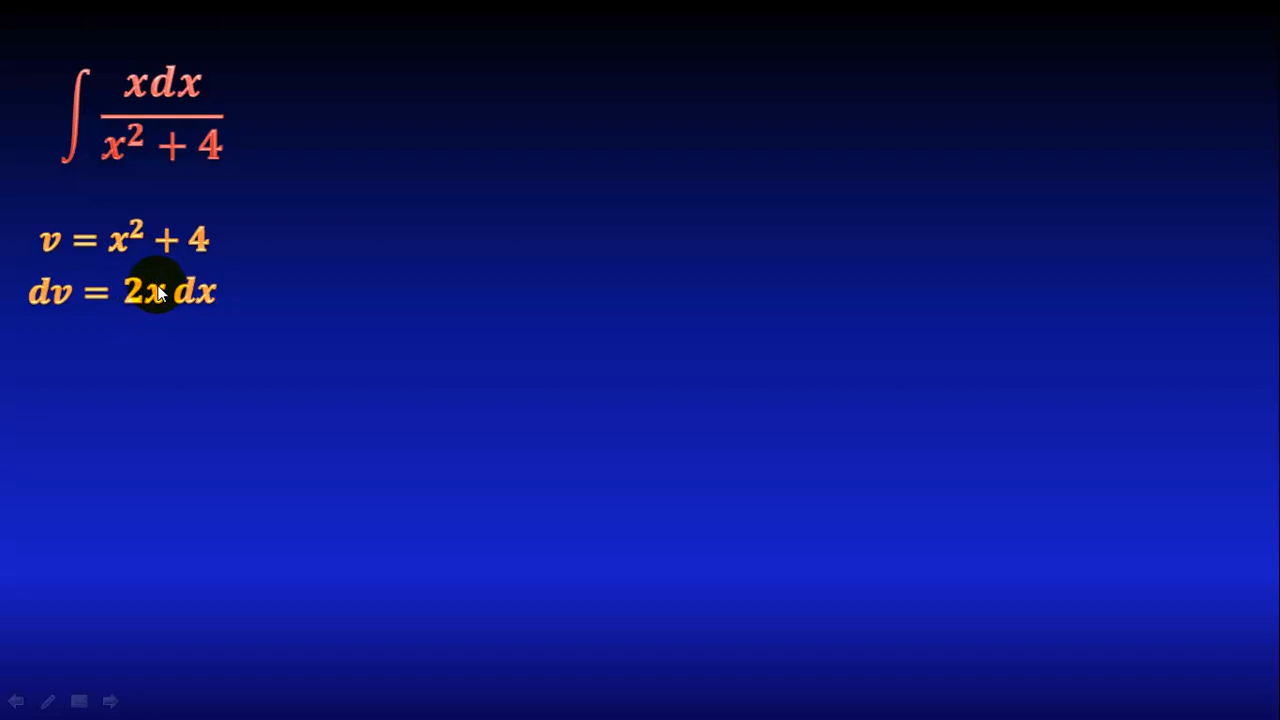 ∫ xdx / x² + 4
v = x² + 4
dv = 2x dx